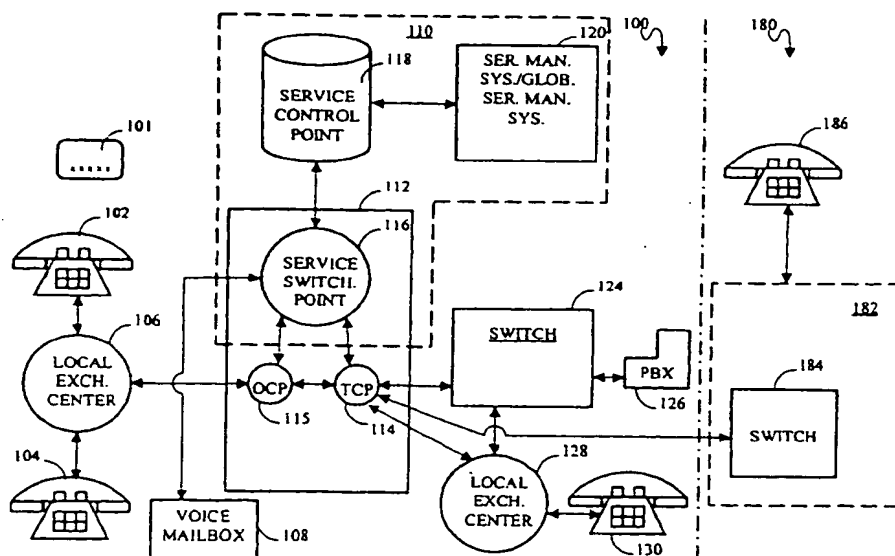 110
100
180
118
120
SERVICE
CONTROL
POINT
SER. MAN.
SYS./GLOB.
SER. MAN.
SYS.
101
186
112
102
116
SERVICE
SWITCH.
POINT
124
182
106
SWITCH
184
LOCAL
EXCH.
CENTER
OCP
TCP
PBX
115
114
126
SWITCH
104
128
LOCAL
EXCH.
CENTER
VOICE
MAILBOX
108
130